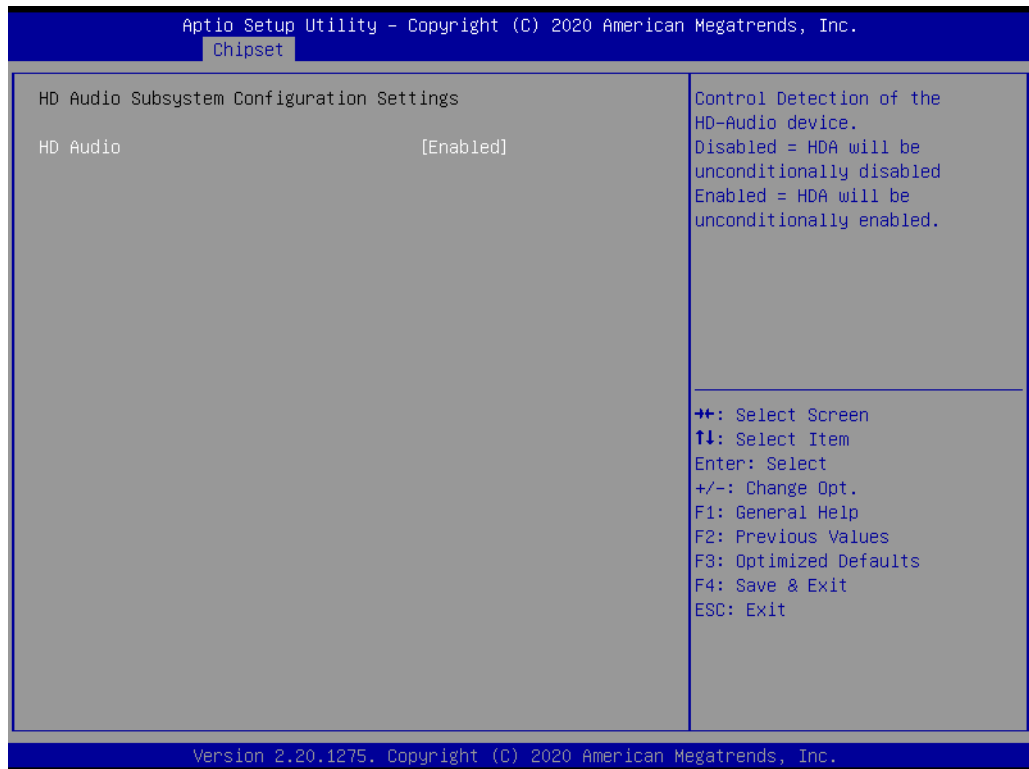 Aptio Setup Utility – Copyright (C) 2020 American Megatrends, Inc.
Chipset
HD Audio Subsystem Configuration Settings
HD Audio [Enabled]
Control Detection of the
HD-Audio device.
Disabled = HDA will be
unconditionally disabled
Enabled = HDA will be
unconditionally enabled.
→←: Select Screen
↑↓: Select Item
Enter: Select
+/-: Change Opt.
F1: General Help
F2: Previous Values
F3: Optimized Defaults
F4: Save & Exit
ESC: Exit
Version 2.20.1275. Copyright (C) 2020 American Megatrends, Inc.